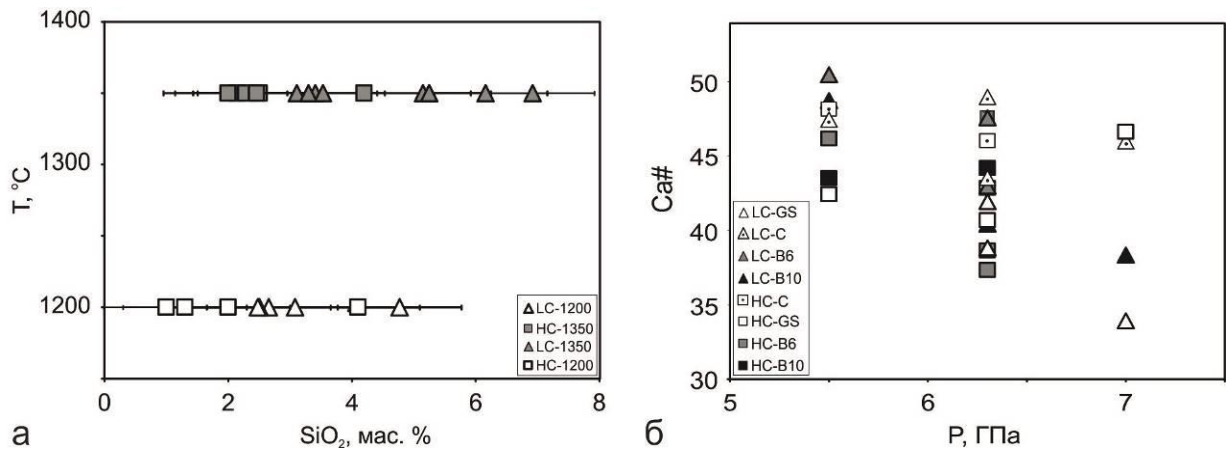 1400
1300
1200
T, °C
0
2
4
6
8
SiO₂, мас. %
LC-1200
HC-1350
LC-1350
HC-1200
а
50
45
40
35
30
Ca#
5
6
7
P, ГПа
LC-GS
LC-C
LC-B6
LC-B10
HC-C
HC-GS
HC-B6
HC-B10
б